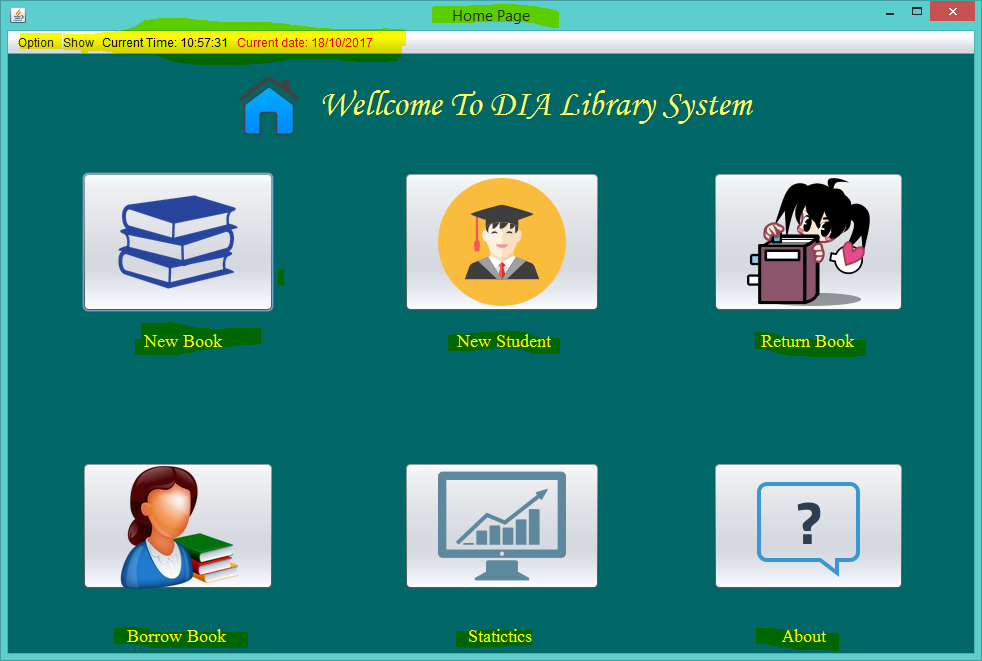 Home Page
Option Show Current Time: 10:57:31 Current date: 18/10/2017
Wellcome To DIA Library System
New Book New Student Return Book
?
Borrow Book Statictics About